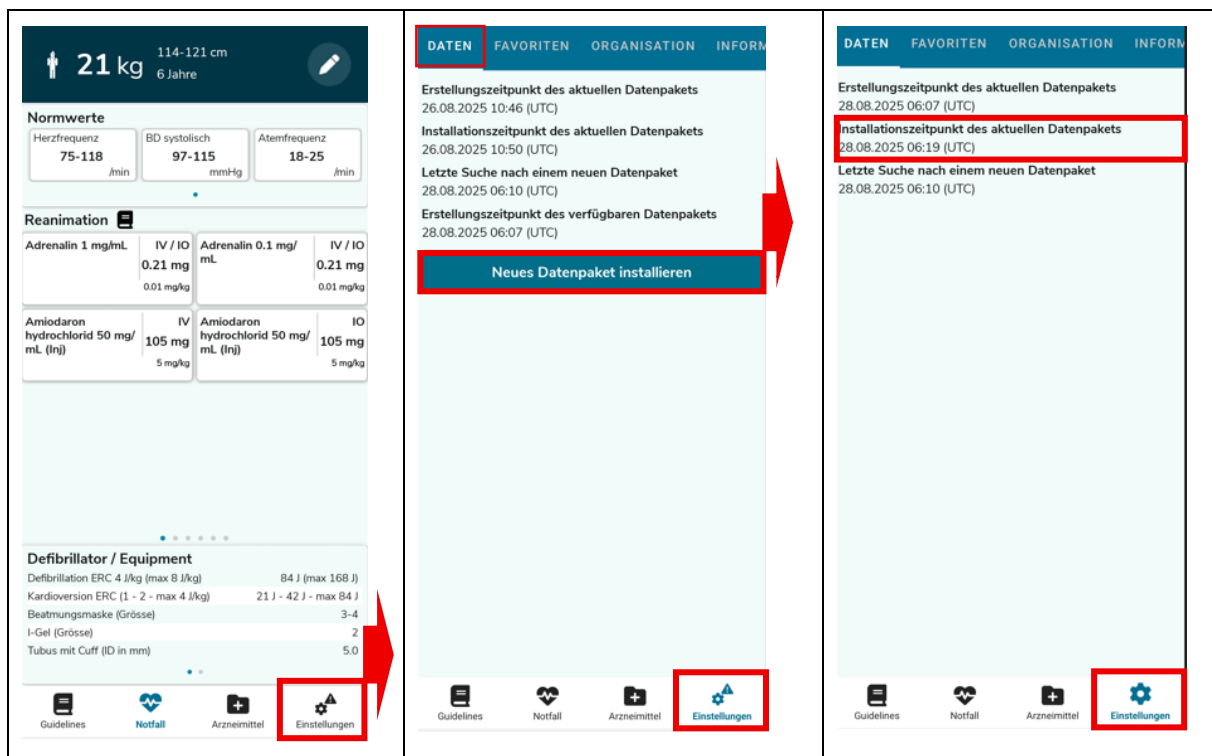 21 kg
114-121 cm
6 Jahre
Normwerte
Herzfrequenz
75-118
/min
BD systolisch
97-115
mmHg
Atemfrequenz
18-25
/min
Reanimation
Adrenalin 1 mg/mL
IV / IO
0.21 mg
0.01 mg/kg
Adrenalin 0.1 mg/
mL
IV / IO
0.21 mg
0.01 mg/kg
Amiodaron
hydrochlorid 50 mg/
mL (Inj)
IV
105 mg
5 mg/kg
Amiodaron
hydrochlorid 50 mg/
mL (Inj)
IO
105 mg
5 mg/kg
Defibrillator / Equipment
Defibrillation ERC 4 J/kg (max 8 J/kg) 84 J (max 168 J)
Kardioversion ERC (1 - 2 - max 4 J/kg) 21 J - 42 J - max 84 J
Beatmungsmaske (Grösse) 3-4
I-Gel (Grösse) 2
Tubus mit Cuff (ID in mm) 5.0
Guidelines Notfall Arzneimittel Einstellungen
DATEN FAVORITEN ORGANISATION INFORM
Erstellungszeitpunkt des aktuellen Datenpakets
26.08.2025 10:46 (UTC)
Installationszeitpunkt des aktuellen Datenpakets
26.08.2025 10:50 (UTC)
Letzte Suche nach einem neuen Datenpaket
28.08.2025 06:10 (UTC)
Erstellungszeitpunkt des verfügbaren Datenpakets
28.08.2025 06:07 (UTC)
Neues Datenpaket installieren
Guidelines Notfall Arzneimittel Einstellungen
DATEN FAVORITEN ORGANISATION INFORM
Erstellungszeitpunkt des aktuellen Datenpakets
28.08.2025 06:07 (UTC)
Installationszeitpunkt des aktuellen Datenpakets
28.08.2025 06:19 (UTC)
Letzte Suche nach einem neuen Datenpaket
28.08.2025 06:10 (UTC)
Guidelines Notfall Arzneimittel Einstellungen